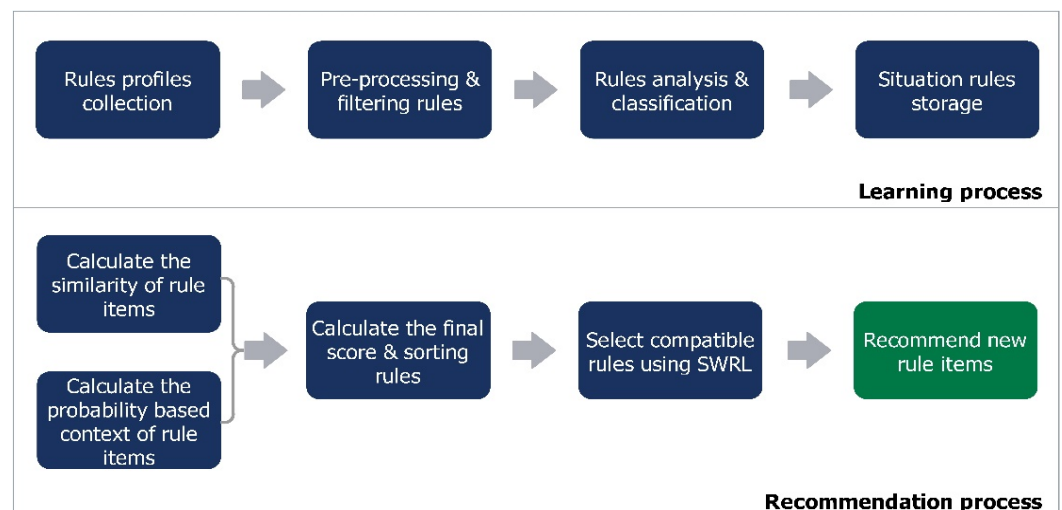 Rules profiles
collection
Pre-processing &
filtering rules
Rules analysis &
classification
Situation rules
storage
Learning process
Calculate the
similarity of rule
items
Calculate the
probability based
context of rule
items
Calculate the final
score & sorting
rules
Select compatible
rules using SWRL
Recommend new
rule items
Recommendation process